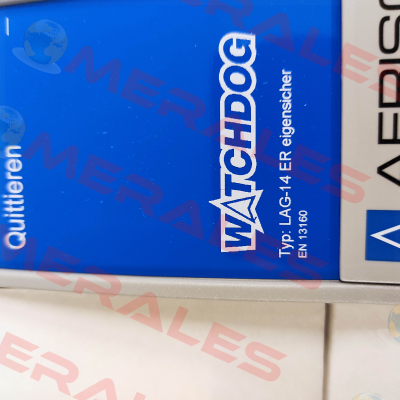 Quittieren
WATCHDOG
Typ: LAG-14 ER eigensicher
EN 13160
MERALES
MERALES
MERALES